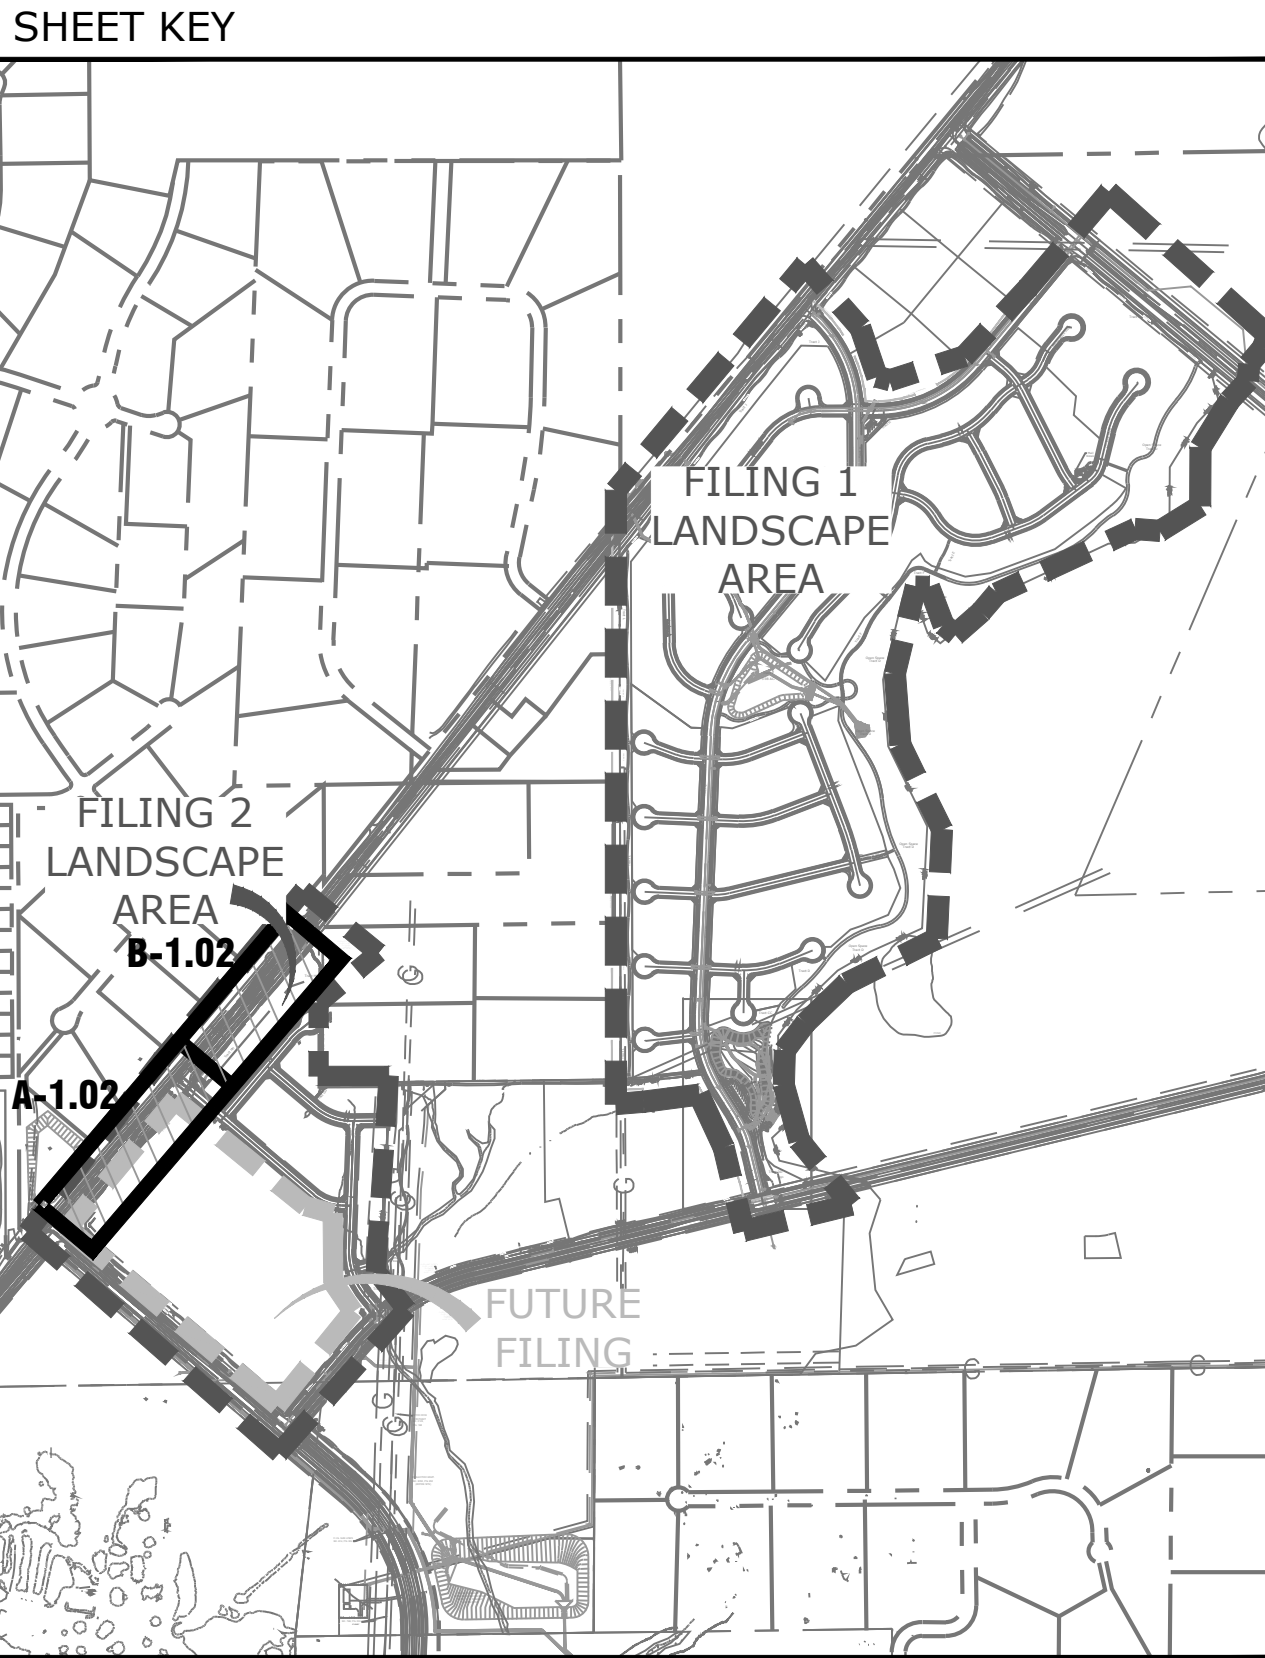 SHEET KEY
FILING 1
LANDSCAPE
AREA
FILING 2
LANDSCAPE
AREA
B-1.02
A-1.02
G
G
G
FUTURE
FILING
G
G
G
G